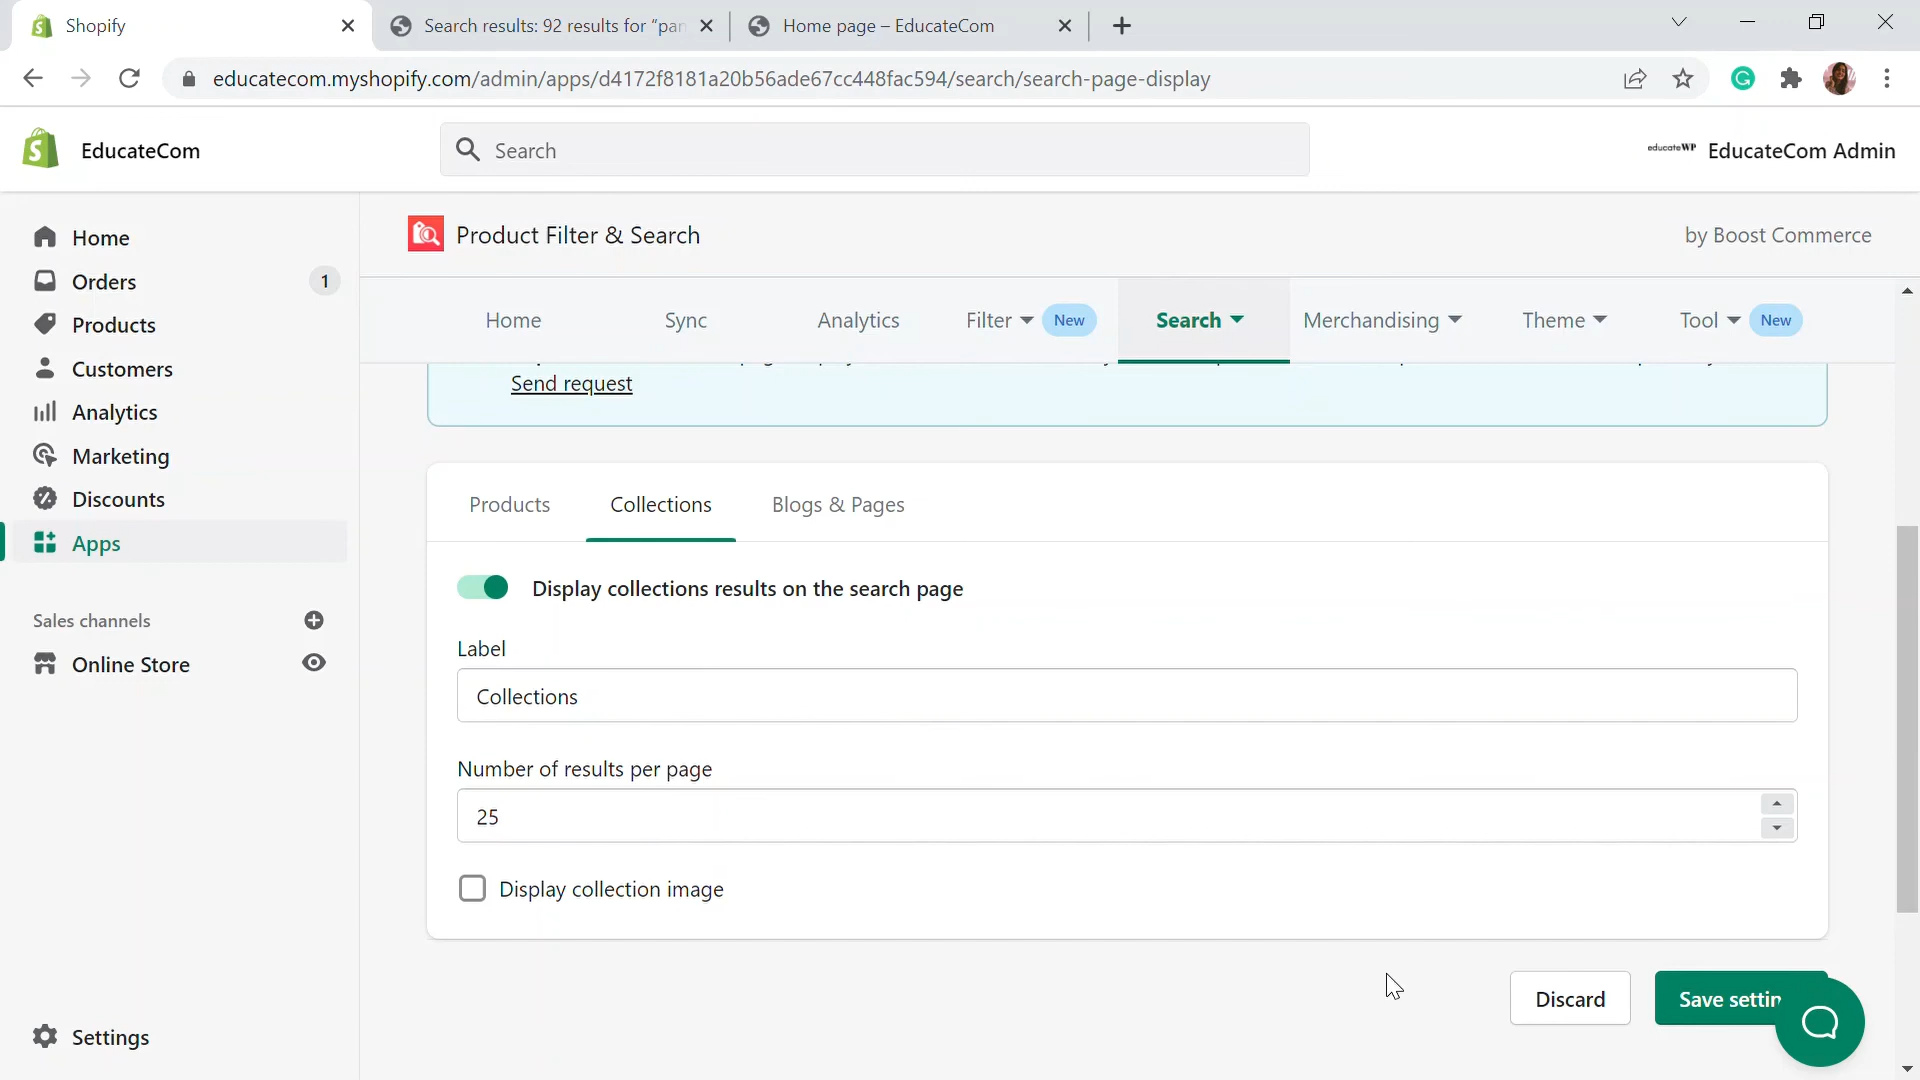 Shopify
Search results: 92 results for “pan
Home page – EducateCom
educatecom.myshopify.com/admin/apps/d4172f8181a20b56ade67cc448fac594/search/search-page-display
EducateCom
Search
educateWP
EducateCom Admin
Home
Orders
1
Products
Customers
Analytics
Marketing
Discounts
Apps
Sales channels
Online Store
Settings
Product Filter & Search
by Boost Commerce
Home
Sync
Analytics
Filter
New
Search
Merchandising
Theme
Tool
New
Send request
Products
Collections
Blogs & Pages
Display collections results on the search page
Label
Collections
Number of results per page
25
Display collection image
Discard
Save settin